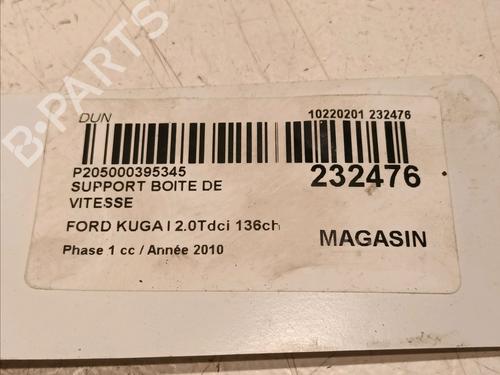 DUN
10220201 232476
P205000395345
SUPPORT BOITE DE
VITESSE
232476
FORD KUGA I 2.0Tdci 136ch
MAGASIN
Phase 1 cc / Année 2010
B-PARTS